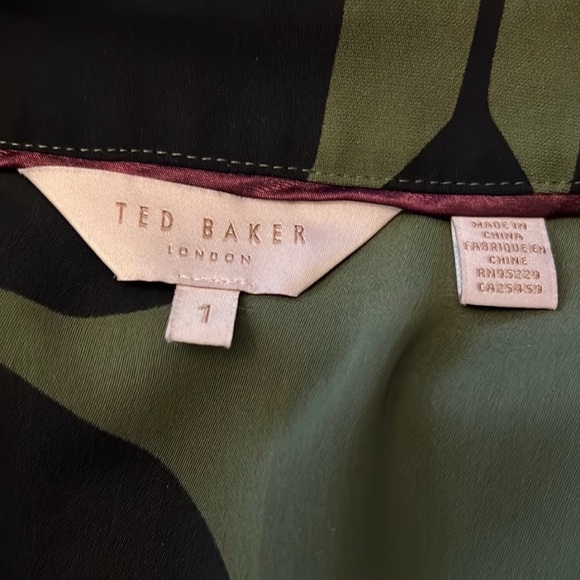 TED BAKER
LONDON
1
MADE IN
CHINA
FABRIQUE EN
CHINE
RN95229
CA25459